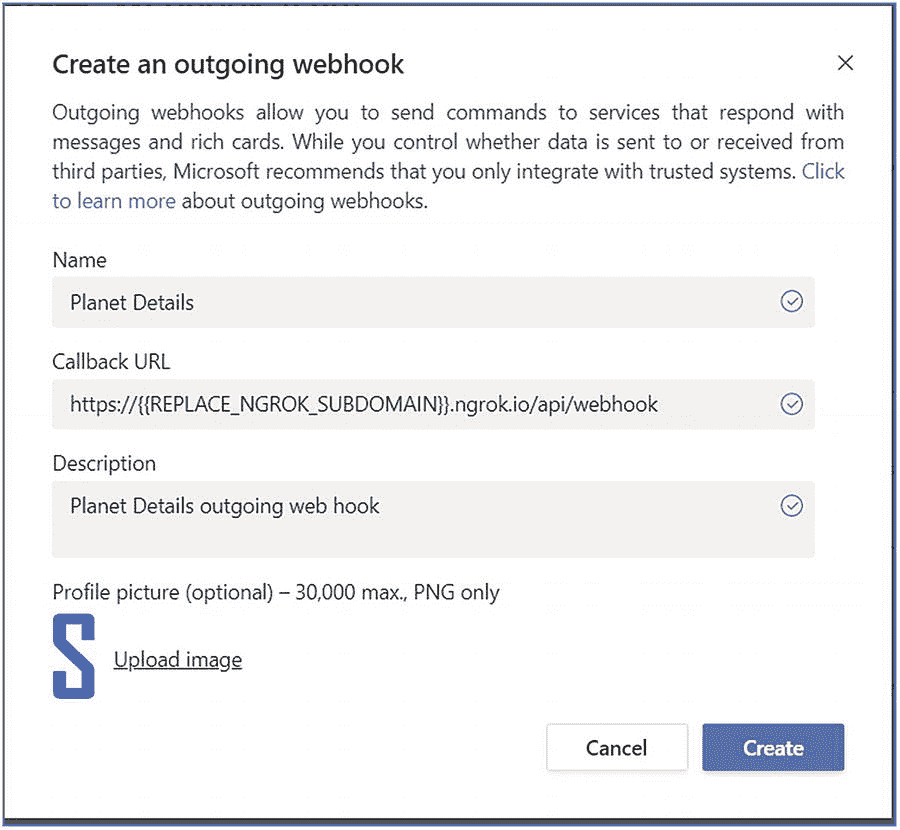 Create an outgoing webhook
Outgoing webhooks allow you to send commands to services that respond with
messages and rich cards. While you control whether data is sent to or received from
third parties, Microsoft recommends that you only integrate with trusted systems. Click
to learn more about outgoing webhooks.
Name
Planet Details
Callback URL
https://{{REPLACE_NGROK_SUBDOMAIN}}.ngrok.io/api/webhook
Description
Planet Details outgoing web hook
Profile picture (optional) – 30,000 max., PNG only
S
Upload image
Cancel
Create